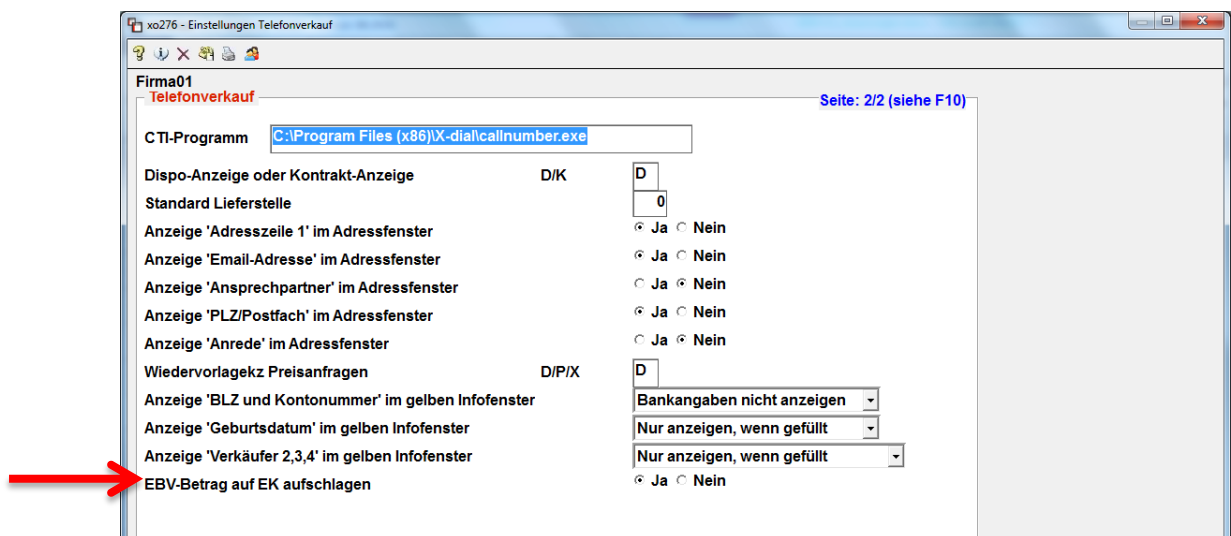 xo276 - Einstellungen Telefonverkauf
Firma01
Telefonverkauf
Seite: 2/2 (siehe F10)
CTI-Programm C:\Program Files (x86)\X-dial\callnumber.exe
Dispo-Anzeige oder Kontrakt-Anzeige D/K D
Standard Lieferstelle 0
Anzeige 'Adresszeile 1' im Adressfenster Ja Nein
Anzeige 'Email-Adresse' im Adressfenster Ja Nein
Anzeige 'Ansprechpartner' im Adressfenster Ja Nein
Anzeige 'PLZ/Postfach' im Adressfenster Ja Nein
Anzeige 'Anrede' im Adressfenster Ja Nein
Wiedervorlagekz Preisanfragen D/P/X D
Anzeige 'BLZ und Kontonummer' im gelben Infofenster Bankangaben nicht anzeigen
Anzeige 'Geburtsdatum' im gelben Infofenster Nur anzeigen, wenn gefüllt
Anzeige 'Verkäufer 2,3,4' im gelben Infofenster Nur anzeigen, wenn gefüllt
EBV-Betrag auf EK aufschlagen Ja Nein